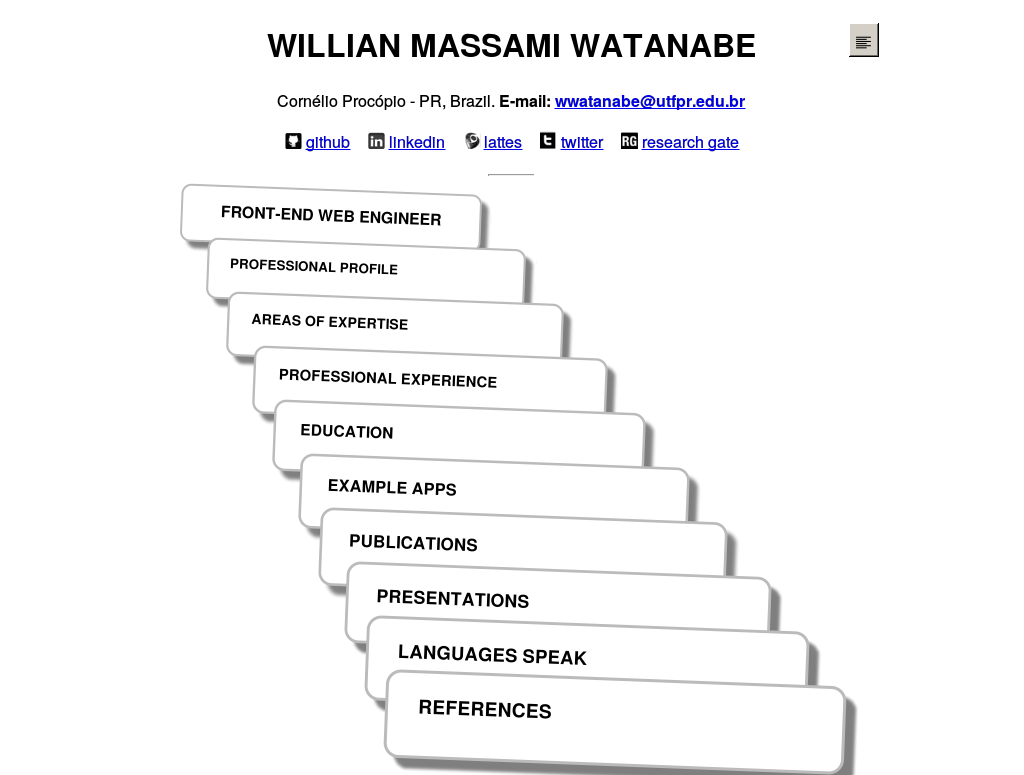 WILLIAN MASSAMI WATANABE
Cornélio Procópio - PR, Brazil. E-mail: wwatanabe@utfpr.edu.br
github linkedin lattes twitter RG research gate
FRONT-END WEB ENGINEER
PROFESSIONAL PROFILE
AREAS OF EXPERTISE
PROFESSIONAL EXPERIENCE
EDUCATION
EXAMPLE APPS
PUBLICATIONS
PRESENTATIONS
LANGUAGES SPEAK
REFERENCES